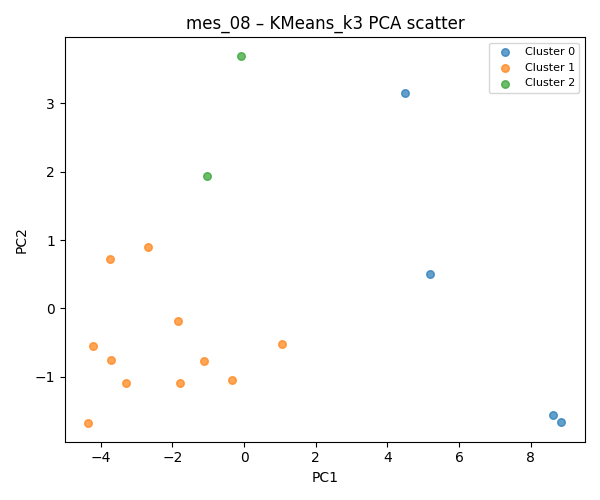 mes_08 – KMeans_k3 PCA scatter
Cluster 0
Cluster 1
Cluster 2
PC2
3
2
1
0
−1
−4 −2 0 2 4 6 8
PC1